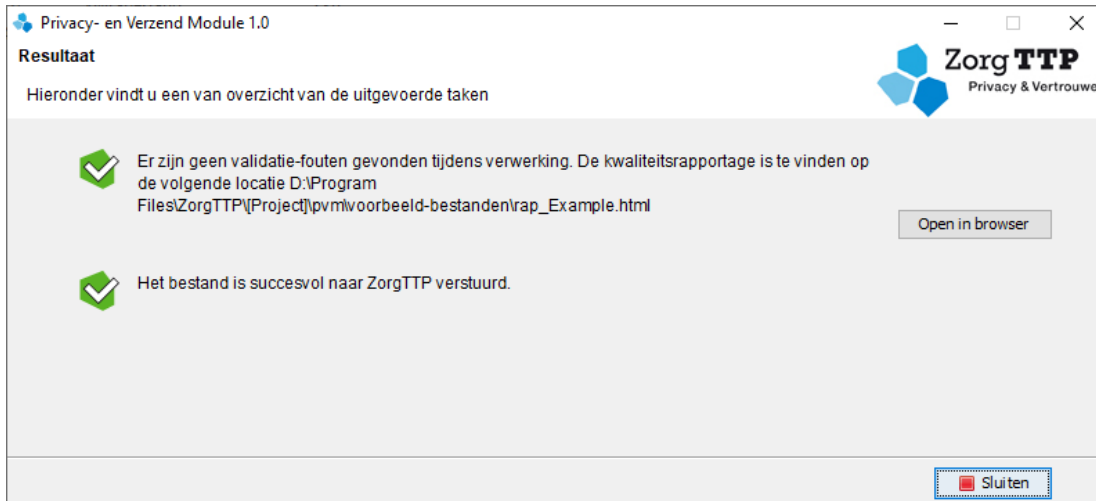 Privacy- en Verzend Module 1.0
Resultaat
Hieronder vindt u een van overzicht van de uitgevoerde taken
Zorg TTP
Privacy & Vertrouwe
Er zijn geen validatie-fouten gevonden tijdens verwerking. De kwaliteitsrapportage is te vinden op
de volgende locatie D:\Program
Files\ZorgTTP\[Project]\pvm\voorbeeld-bestanden\rap_Example.html
Open in browser
Het bestand is succesvol naar ZorgTTP verstuurd.
Sluiten